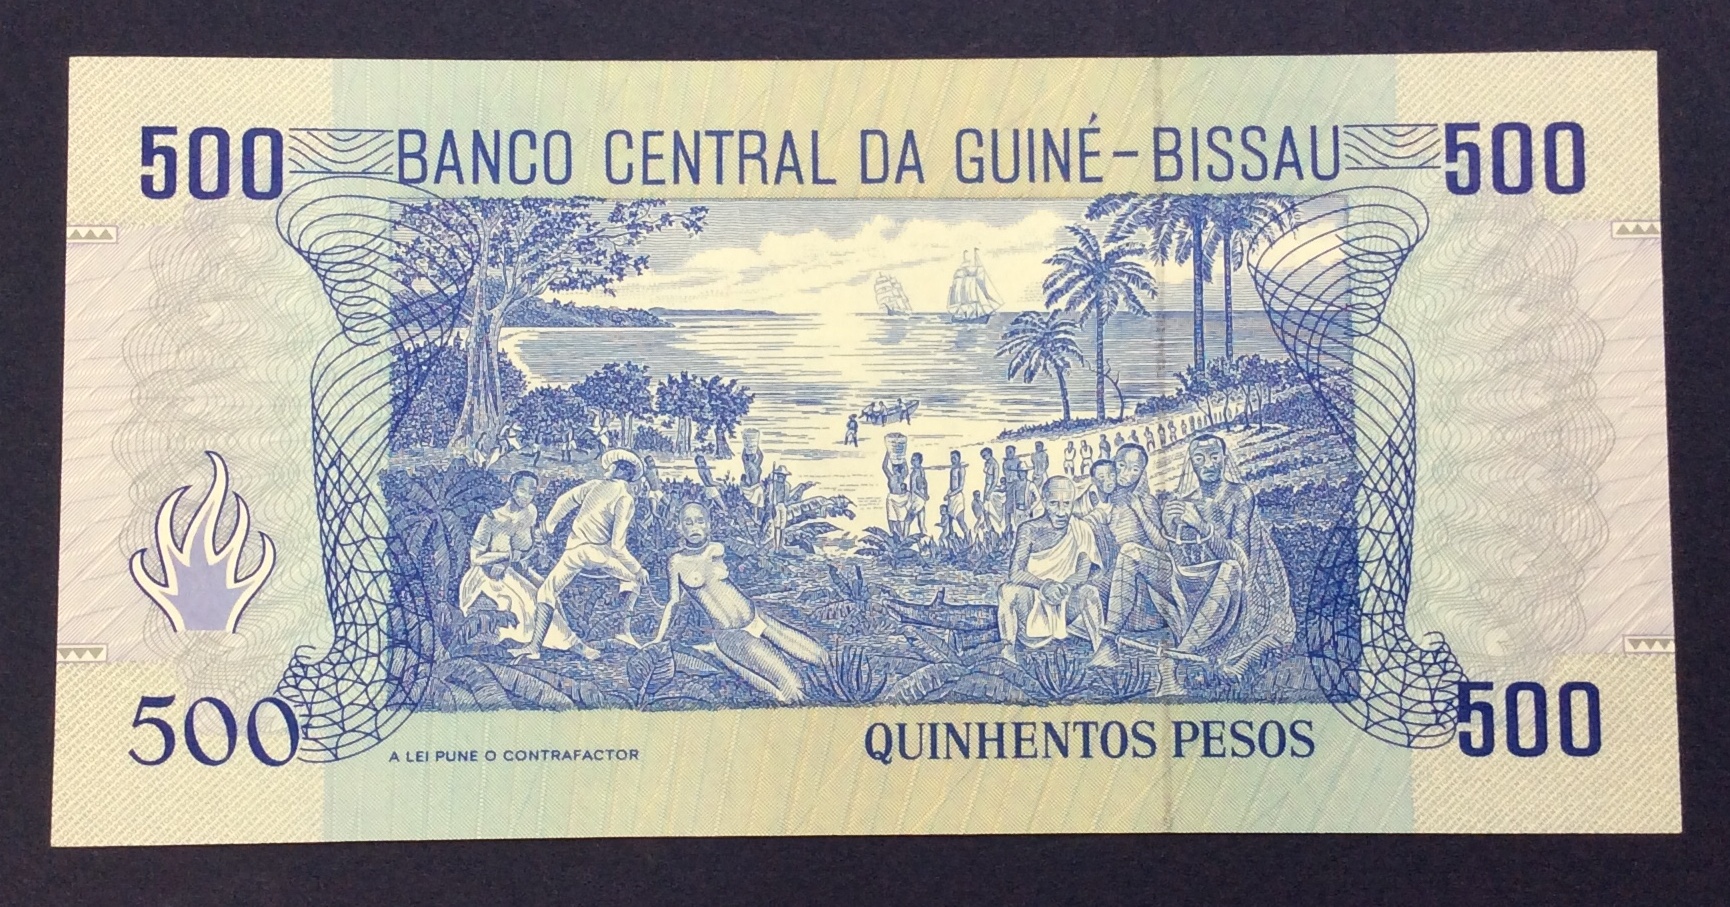 500 BANCO CENTRAL DA GUINÉ-BISSAU 500
500 A LEI PUNE O CONTRAFACTOR QUINHENTOS PESOS 500